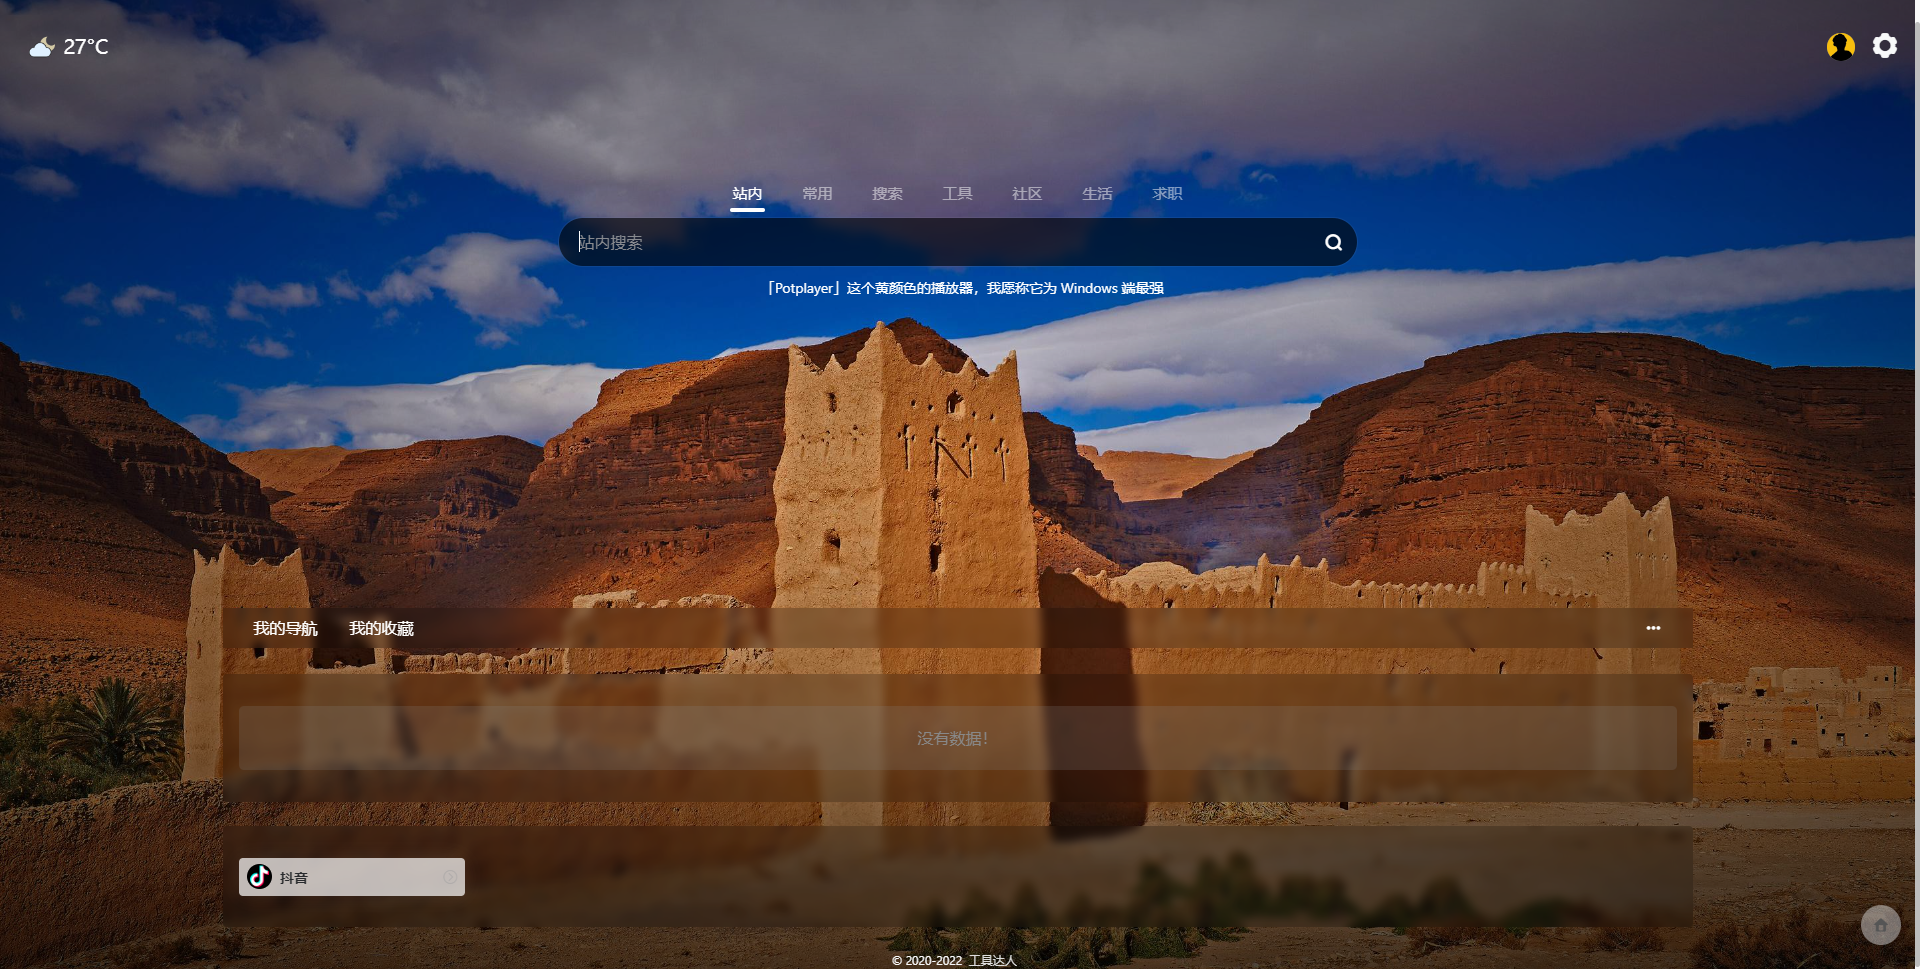 27°C
站内 常用 搜索 工具 社区 生活 求职
站内搜索
「Potplayer」这个黄颜色的播放器，我愿称它为 Windows 端最强
我的导航 我的收藏
没有数据！
抖音
© 2020-2022 工具达人